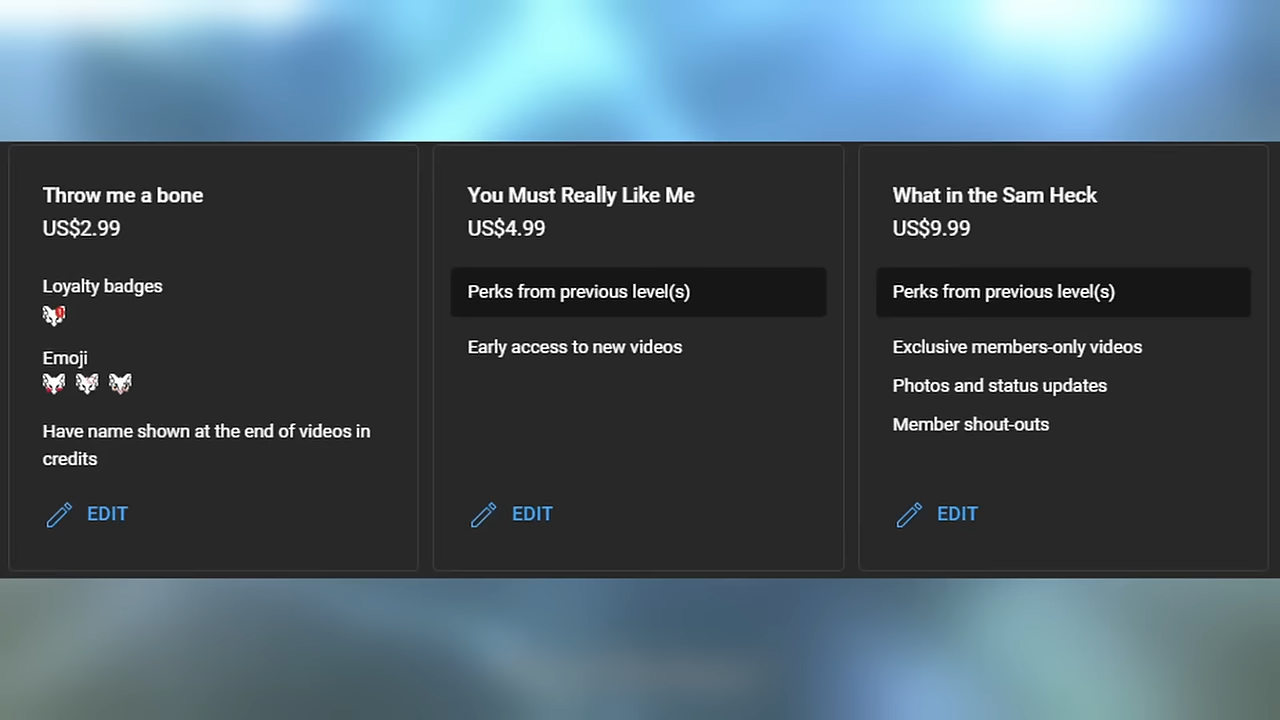 Throw me a bone
US$2.99
Loyalty badges
Emoji
Have name shown at the end of videos in
credits
EDIT
You Must Really Like Me
US$4.99
Perks from previous level(s)
Early access to new videos
EDIT
What in the Sam Heck
US$9.99
Perks from previous level(s)
Exclusive members-only videos
Photos and status updates
Member shout-outs
EDIT